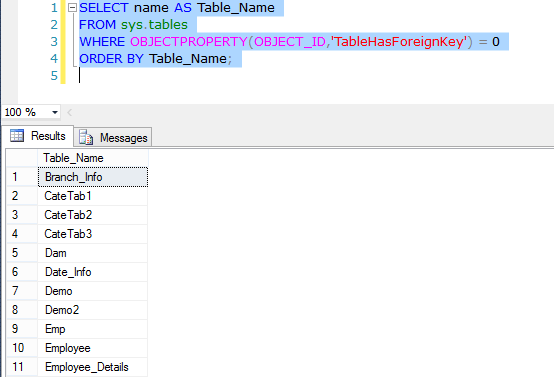 1 SELECT name AS Table_Name
2 FROM sys.tables
3 WHERE OBJECTPROPERTY(OBJECT_ID,'TableHasForeignKey') = 0
4 ORDER BY Table_Name;
5
100 %
Results Messages
Table_Name
1 Branch_Info
2 CateTab1
3 CateTab2
4 CateTab3
5 Dam
6 Date_Info
7 Demo
8 Demo2
9 Emp
10 Employee
11 Employee_Details